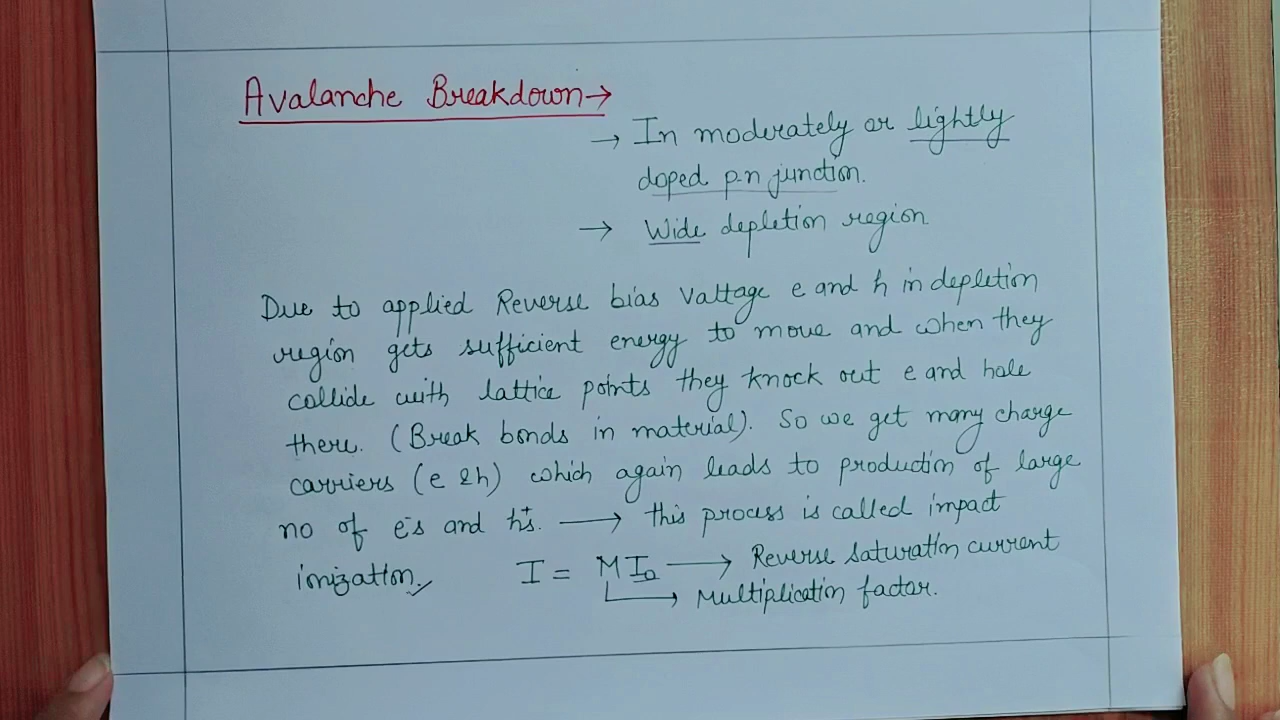 Avalanche Breakdown→
→ In moderately or lightly
doped p-n junction.
→ Wide depletion region
Due to applied Reverse bias Valtage e and h in depletion
region gets sufficient energy to move and when they
collide with lattice points they knock out e and hole
there. (Break bonds in material). So we get many charge
carriers (e & h) which again leads to production of large
no of e⁻s and h⁺s. → this process is called impact
ionization. I = MI₀ → Reverse saturation current
→ Multiplication factor.